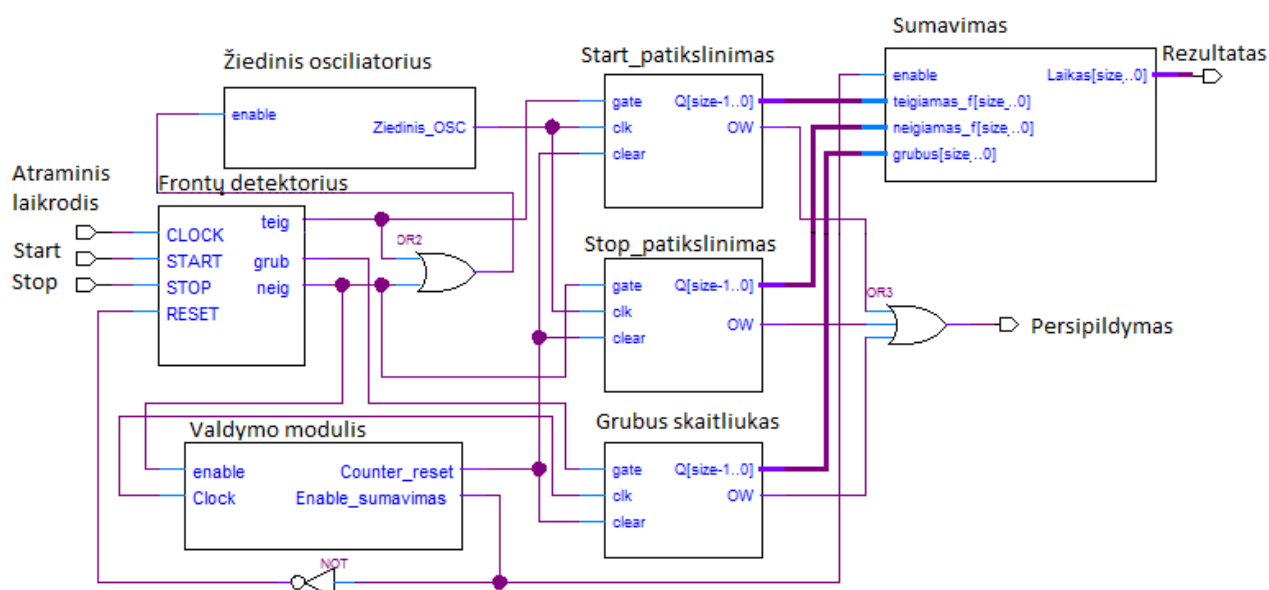 Sumavimas
Rezultatas
enable
Laikas[size..0]
teigiamas_f[size..0]
neigiamas_f[size..0]
grubus[size..0]
Start_patikslinimas
gate
Q[size-1..0]
clk
OW
clear
Žiedinis osciliatorius
enable
Ziedinis_OSC
Atraminis
laikrodis
Start
Stop
Frontų detektorius
CLOCK
teig
START
grub
STOP
neig
RESET
OR2
Stop_patikslinimas
gate
Q[size-1..0]
clk
OW
clear
OR3
Persipildymas
Grubus skaitliukas
gate
Q[size-1..0]
clk
OW
clear
Valdymo modulis
enable
Counter_reset
Clock
Enable_sumavimas
NOT